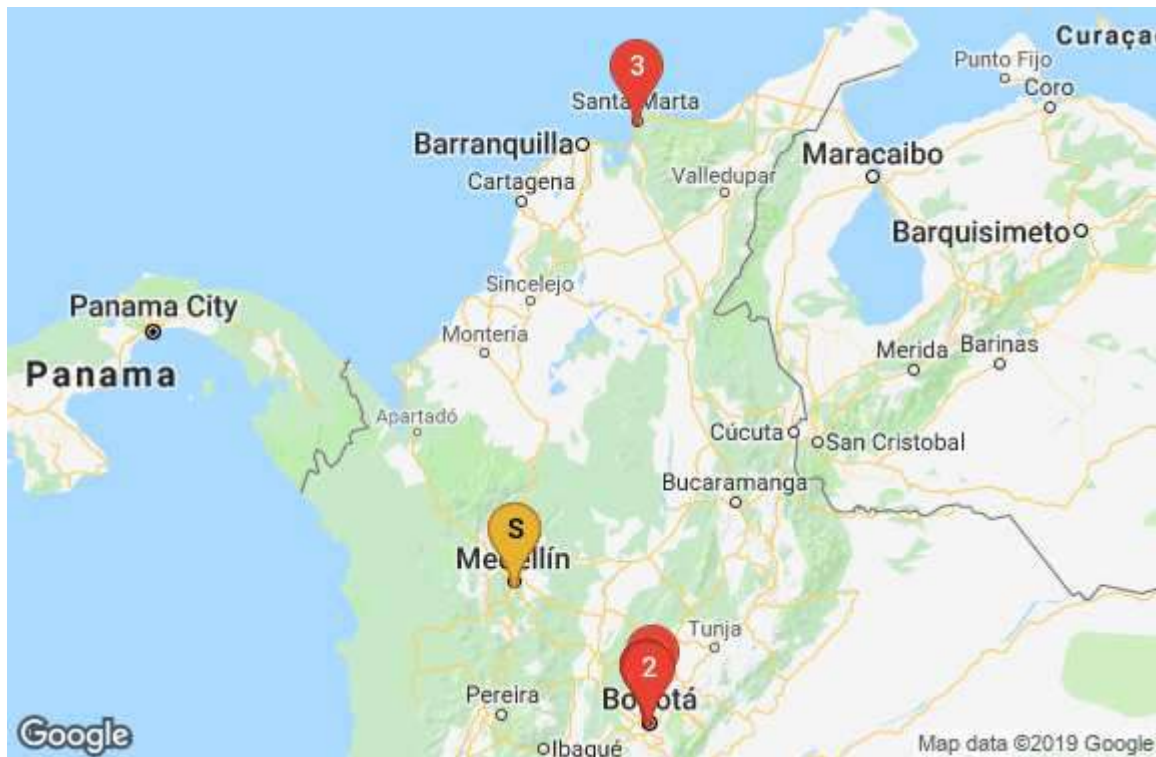 Curaça
Punto Fijo
Coro
3
Santa Marta
Barranquilla
Maracaibo
Cartagena
Valledupar
Barquisimeto
Sincelejo
Panama City
Montería
Merida
Barinas
Panama
Apartadó
Cúcuta
San Cristobal
Bucaramanga
S
Medellín
Tunja
2
Pereira
Bogotá
Ibagué
Google
Map data ©2019 Google